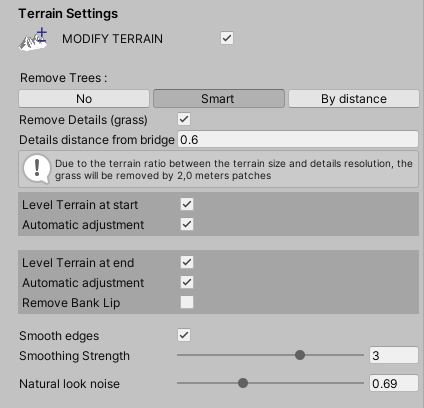 Terrain Settings
MODIFY TERRAIN
Remove Trees :
No Smart By distance
Remove Details (grass)
Details distance from bridge 0.6
Due to the terrain ratio between the terrain size and details resolution, the
grass will be removed by 2,0 meters patches
Level Terrain at start
Automatic adjustment
Level Terrain at end
Automatic adjustment
Remove Bank Lip
Smooth edges
Smoothing Strength 3
Natural look noise 0.69